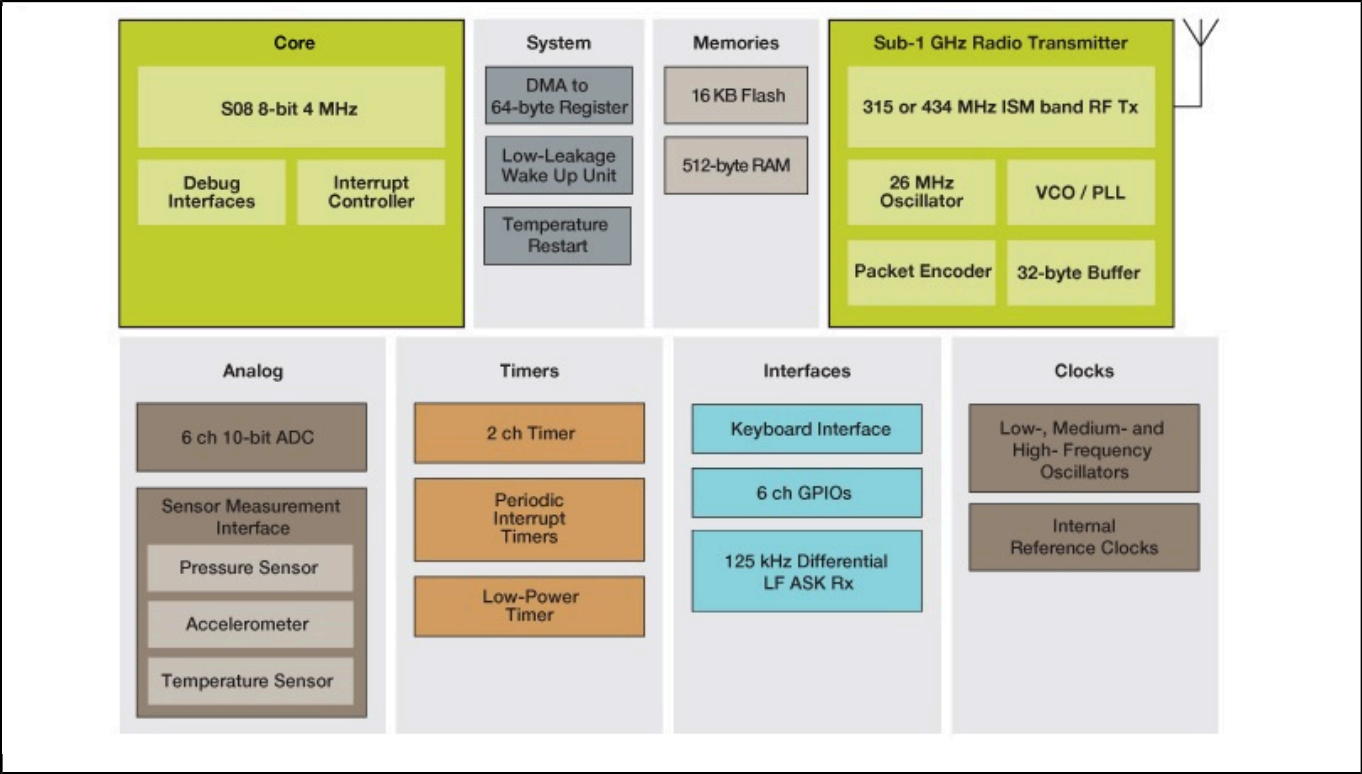 Core
S08 8-bit 4 MHz
Debug
Interfaces
Interrupt
Controller
System
DMA to
64-byte Register
Low-Leakage
Wake Up Unit
Temperature
Restart
Memories
16 KB Flash
512-byte RAM
Sub-1 GHz Radio Transmitter
315 or 434 MHz ISM band RF Tx
26 MHz
Oscillator
VCO / PLL
Packet Encoder
32-byte Buffer
Analog
6 ch 10-bit ADC
Sensor Measurement
Interface
Pressure Sensor
Accelerometer
Temperature Sensor
Timers
2 ch Timer
Periodic
Interrupt
Timers
Low-Power
Timer
Interfaces
Keyboard Interface
6 ch GPIOs
125 kHz Differential
LF ASK Rx
Clocks
Low-, Medium- and
High- Frequency
Oscillators
Internal
Reference Clocks